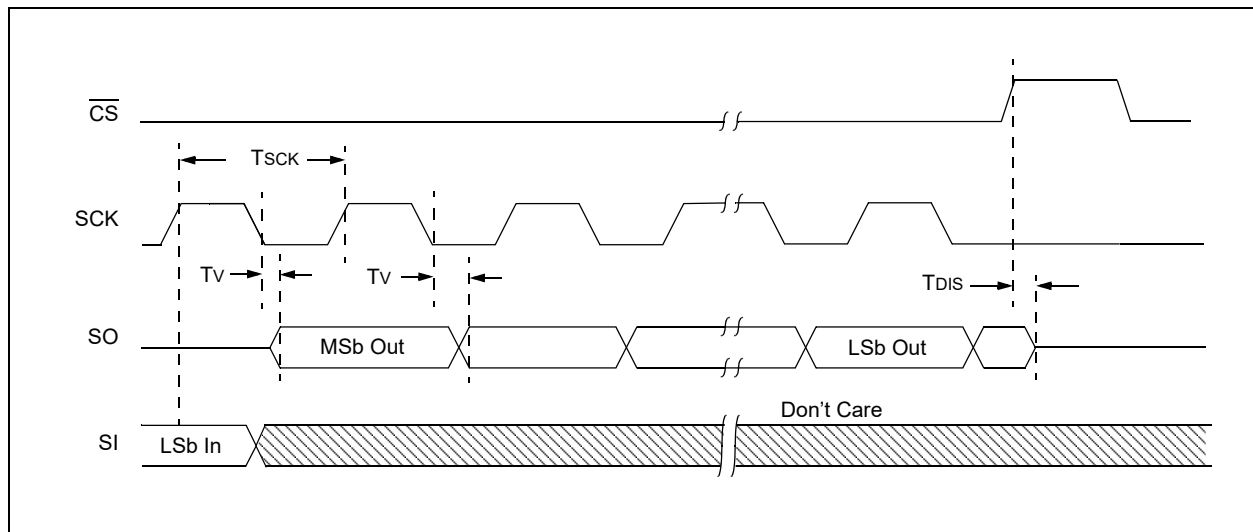 CS
TSCK
SCK
TV
TV
TDIS
SO
MSb Out
LSb Out
Don't Care
SI
LSb In